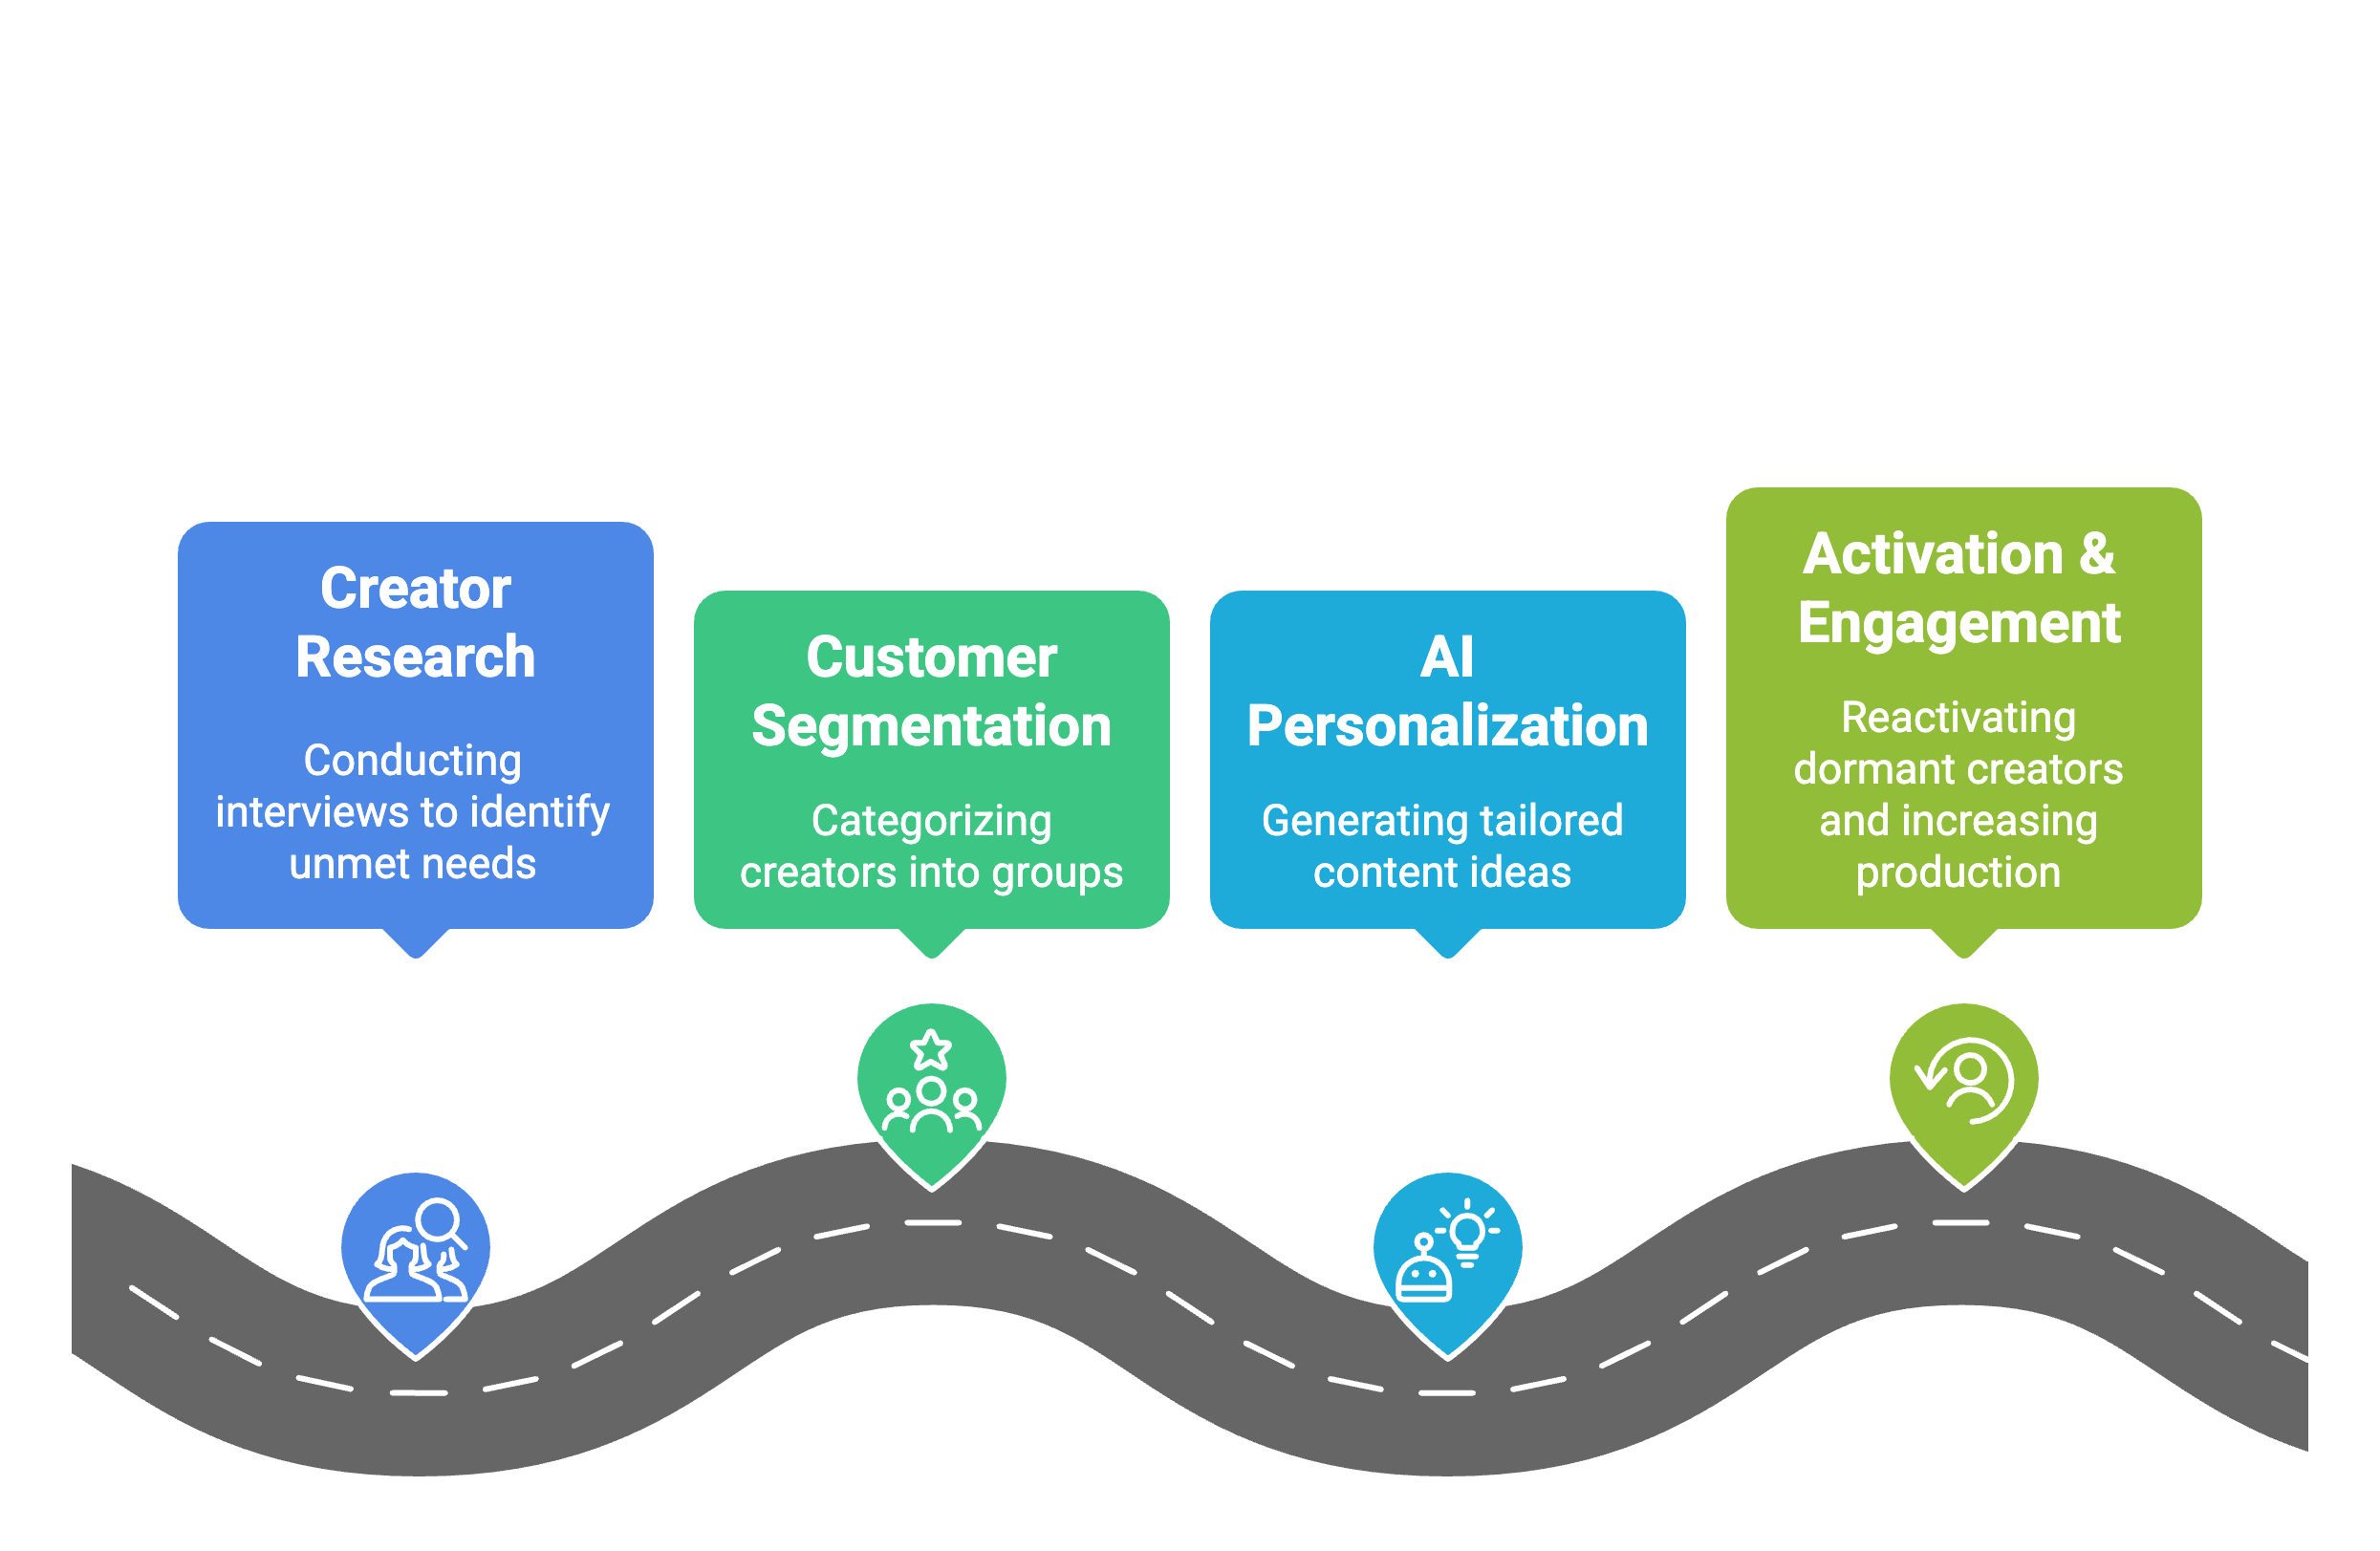 Creator
Research
Conducting
interviews to identify
unmet needs
Customer
Segmentation
Categorizing
creators into groups
AI
Personalization
Generating tailored
content ideas
Activation &
Engagement
Reactivating
dormant creators
and increasing
production